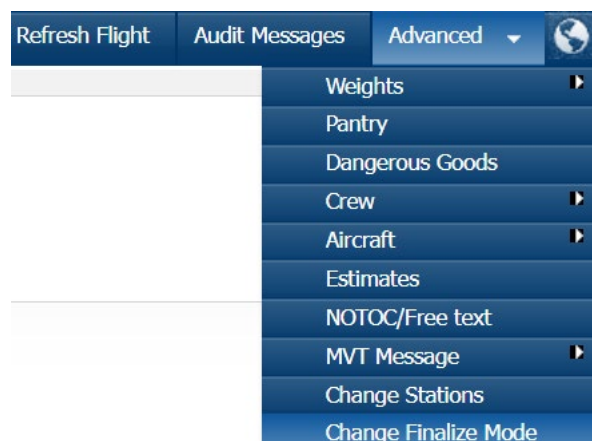 Refresh Flight Audit Messages Advanced
Weights
Pantry
Dangerous Goods
Crew
Aircraft
Estimates
NOTOC/Free text
MVT Message
Change Stations
Change Finalize Mode